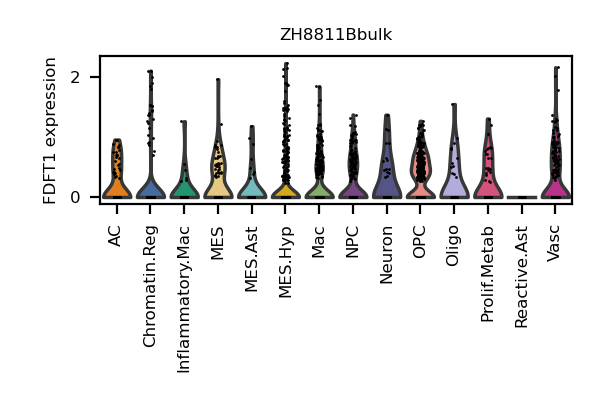 ZH8811Bbulk
FDFT1 expression
2
0
AC
Chromatin.Reg
Inflammatory.Mac
MES
MES.Ast
MES.Hyp
Mac
NPC
Neuron
OPC
Oligo
Prolif.Metab
Reactive.Ast
Vasc